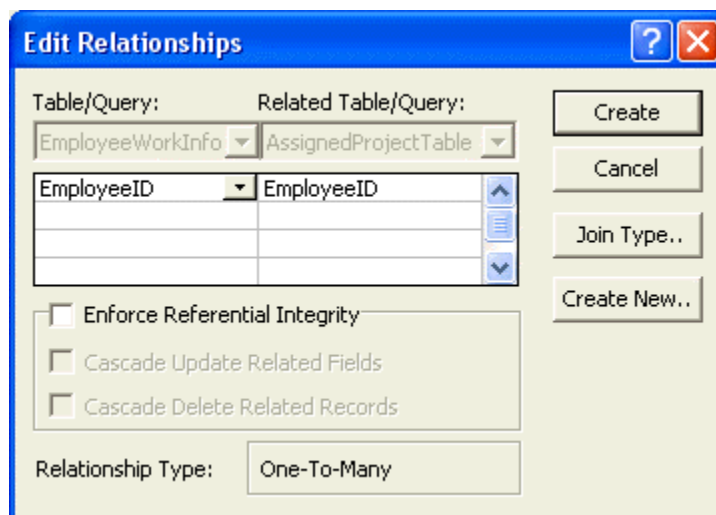 Edit Relationships
Table/Query: Related Table/Query:
EmployeeWorkInfo AssignedProjectTable
EmployeeID EmployeeID
Enforce Referential Integrity
Cascade Update Related Fields
Cascade Delete Related Records
Relationship Type: One-To-Many
Create
Cancel
Join Type..
Create New..